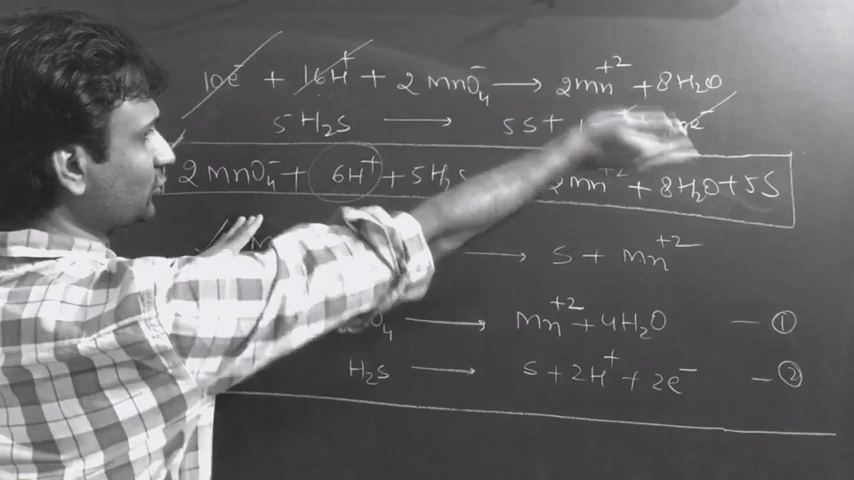 10e⁻ + 16H⁺ + 2MnO₄⁻ ⟶ 2mn⁺² + 8H₂O
5H₂S ⟶ 5S +
2MnO₄⁻ + 6H⁺ + 5H₂S 2mn⁺² + 8H₂O + 5S
⟶ S + Mn⁺²
O₄ ⟶ Mn⁺² + 4H₂O — ①
H₂S ⟶ S + 2H⁺ + 2e⁻ — ②